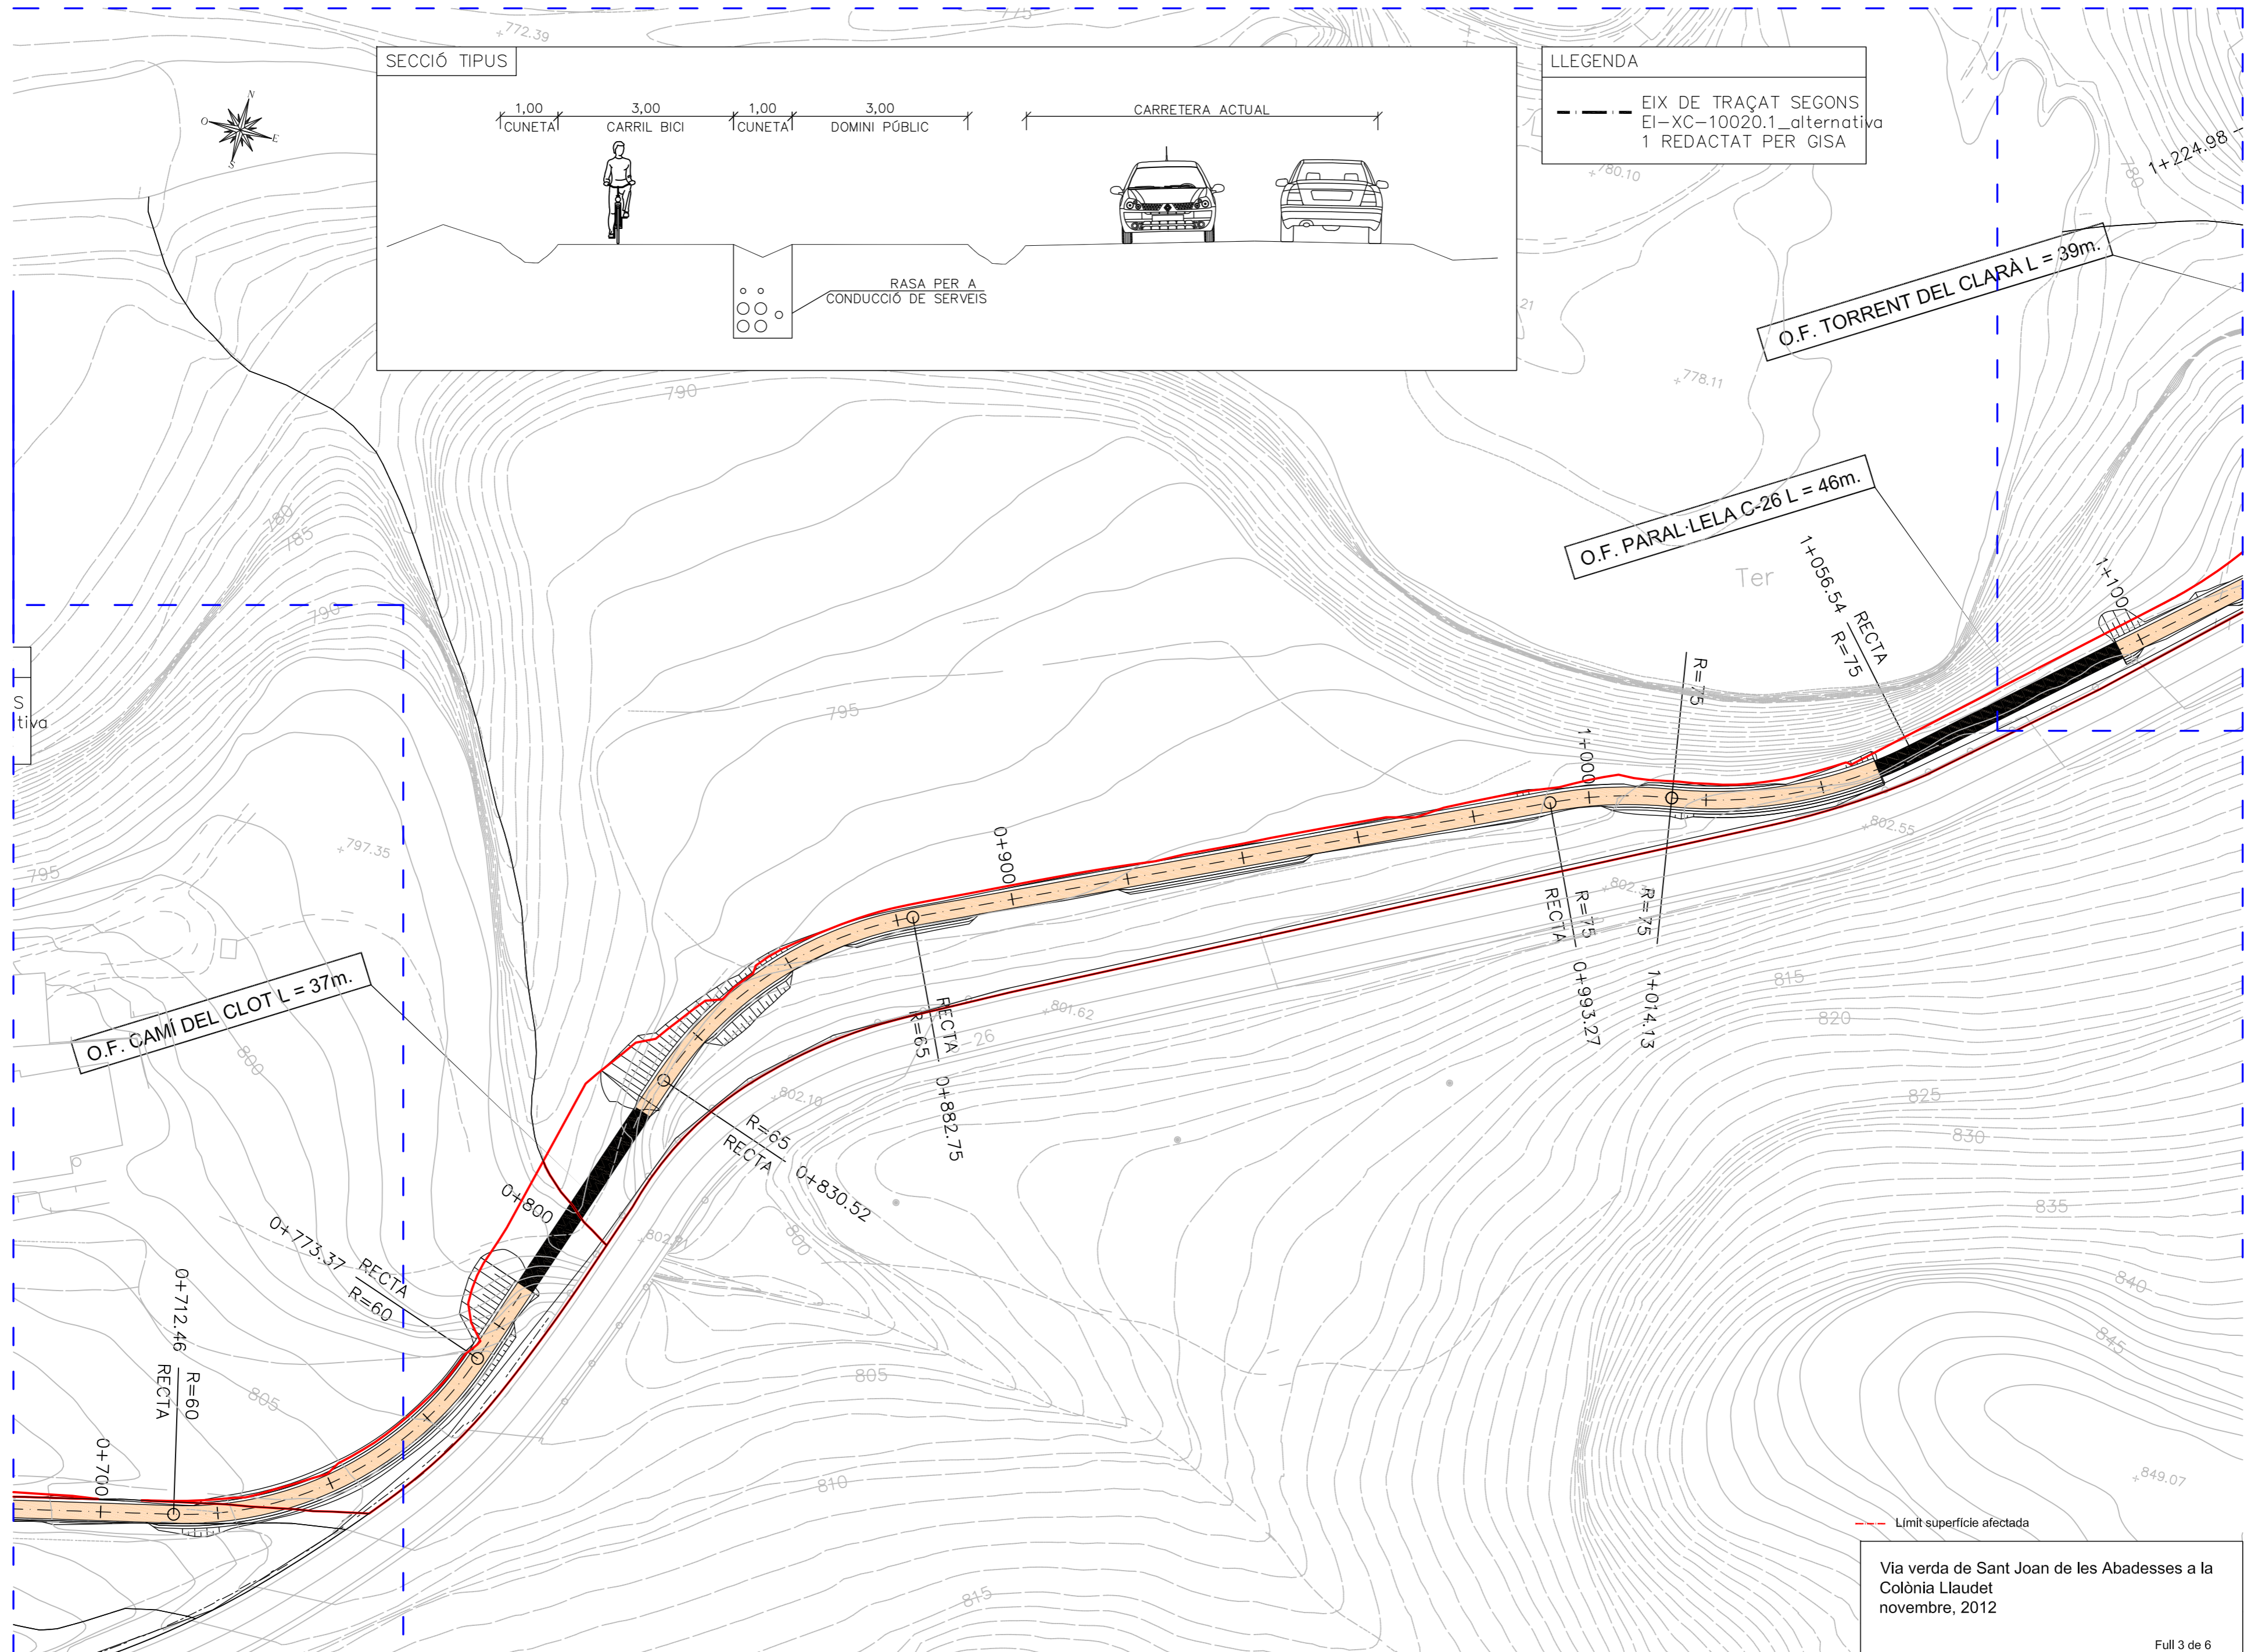 772.39
775
SECCIÓ TIPUS
1,00
CUNETA
3,00
CARRIL BICI
1,00
CUNETA
3,00
DOMINI PÚBLIC
CARRETERA ACTUAL
RASA PER A
CONDUCCIÓ DE SERVEIS
LLEGENDA
EIX DE TRAÇAT SEGONS
EI-XC-10020.1_alternativa
1 REDACTAT PER GISA
N
O
E
S
780.10
780
1+224.98
O.F. TORRENT DEL CLARÀ L = 39m.
21
778.11
790
O.F. PARAL·LELA C-26 L = 46m.
Ter
1+056.54
RECTA
R=75
1+100
780
785
790
S
tiva
795
R=75
1+000
802.55
797.35
795
0+900
RECTA
R=75
0+993.27
R=75
1+014.13
815
820
O.F. CAMÍ DEL CLOT L = 37m.
800
RECTA
R=65
0+882.75
26
801.62
802.10
825
830
R=65
RECTA
0+830.52
0+800
800
835
0+773.37
RECTA
R=60
840
0+712.46
RECTA
R=60
805
805
845
0+700
810
849.07
815
Límit superfície afectada
Via verda de Sant Joan de les Abadesses a la
Colònia Llaudet
novembre, 2012
Full 3 de 6